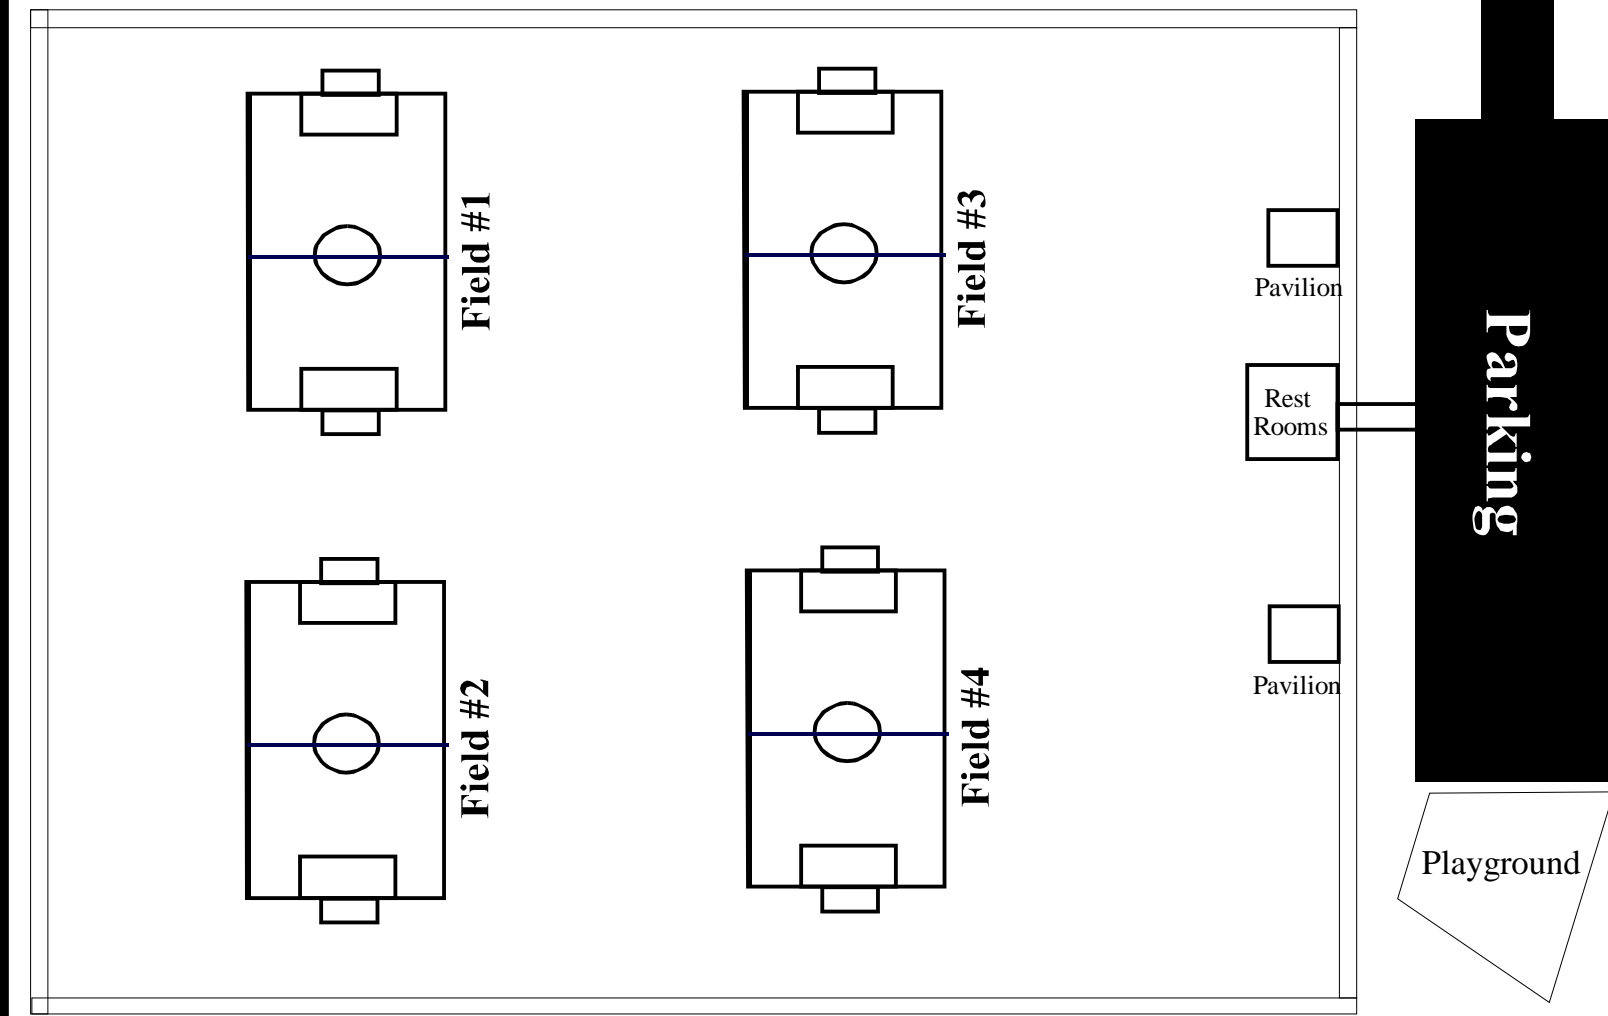 Field #1
Field #3
Pavilion
Rest
Rooms
Parking
Field #2
Field #4
Pavilion
Playground